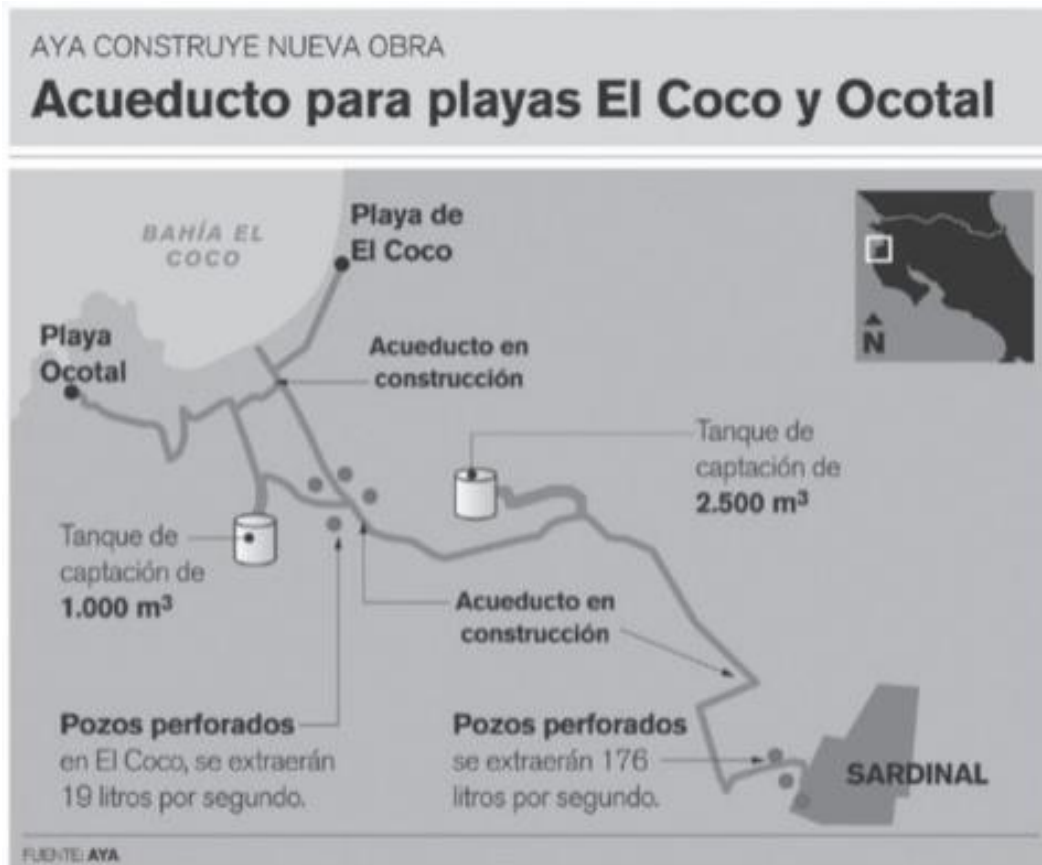 AYA CONSTRUYE NUEVA OBRA
Acueducto para playas El Coco y Ocotal
BAHÍA EL
COCO
Playa de
El Coco
N
Playa
Ocotal
Acueducto en
construcción
Tanque de
captación de
2.500 m³
Tanque de
captación de
1.000 m³
Acueducto en
construcción
Pozos perforados
en El Coco, se extraerán
19 litros por segundo.
Pozos perforados
se extraerán 176
litros por segundo.
SARDINAL
FUENTE: AYA